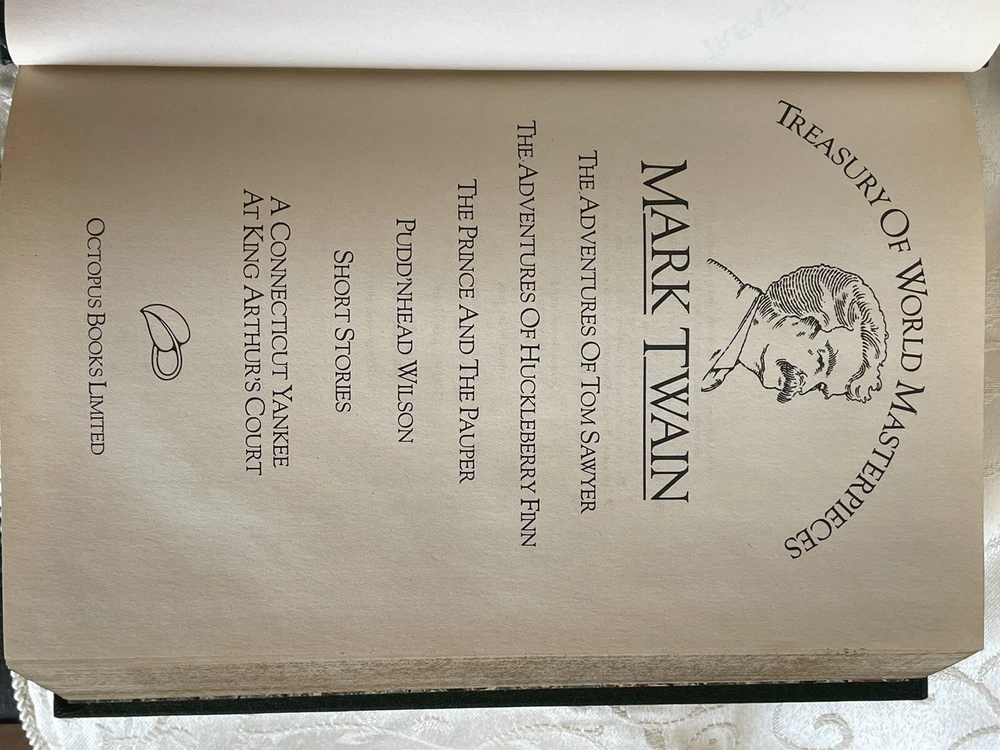 TREASURY OF WORLD MASTERPIECES
MARK TWAIN
THE ADVENTURES OF TOM SAWYER
THE ADVENTURES OF HUCKLEBERRY FINN
THE PRINCE AND THE PAUPER
PUDD'NHEAD WILSON
SHORT STORIES
A CONNECTICUT YANKEE
AT KING ARTHUR'S COURT
OCTOPUS BOOKS LIMITED